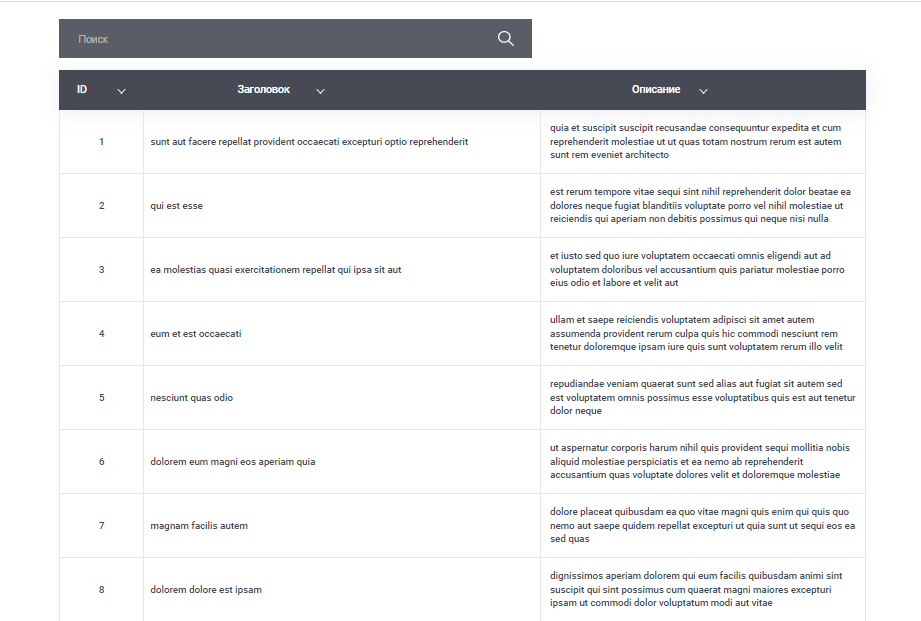 Поиск
ID Заголовок Описание
1 sunt aut facere repellat provident occaecati excepturi optio reprehenderit
quia et suscipit suscipit recusandae consequuntur expedita et cum
reprehenderit molestiae ut ut quas totam nostrum rerum est autem
sunt rem eveniet architecto
2 qui est esse
est rerum tempore vitae sequi sint nihil reprehenderit dolor beatae ea
dolores neque fugiat blanditiis voluptate porro vel nihil molestiae ut
reiciendis qui aperiam non debitis possimus qui neque nisi nulla
3 ea molestias quasi exercitationem repellat qui ipsa sit aut
et iusto sed quo iure voluptatem occaecati omnis eligendi aut ad
voluptatem doloribus vel accusantium quis pariatur molestiae porro
eius odio et labore et velit aut
4 eum et est occaecati
ullam et saepe reiciendis voluptatem adipisci sit amet autem
assumenda provident rerum culpa quis hic commodi nesciunt rem
tenetur doloremque ipsam iure quis sunt voluptatem rerum illo velit
5 nesciunt quas odio
repudiandae veniam quaerat sunt sed alias aut fugiat sit autem sed
est voluptatem omnis possimus esse voluptatibus quis est aut tenetur
dolor neque
6 dolorem eum magni eos aperiam quia
ut aspernatur corporis harum nihil quis provident sequi mollitia nobis
aliquid molestiae perspiciatis et ea nemo ab reprehenderit
accusantium quas voluptate dolores velit et doloremque molestiae
7 magnam facilis autem
dolore placeat quibusdam ea quo vitae magni quis enim qui quis quo
nemo aut saepe quidem repellat excepturi ut quia sunt ut sequi eos ea
sed quas
8 dolorem dolore est ipsam
dignissimos aperiam dolorem qui eum facilis quibusdam animi sint
suscipit qui sint possimus cum quaerat magni maiores excepturi
ipsam ut commodi dolor voluptatum modi aut vitae